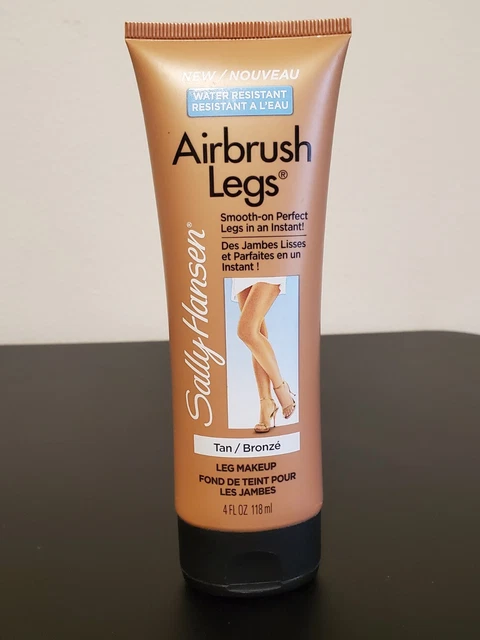 NEW / NOUVEAU
WATER RESISTANT
RESISTANT A L'EAU
Airbrush
Legs®
Smooth-on Perfect
Legs in an Instant!
Des Jambes Lisses
et Parfaites en un
Instant !
Sally Hansen®
Tan / Bronzé
LEG MAKEUP
FOND DE TEINT POUR
LES JAMBES
4 FL OZ 118 ml